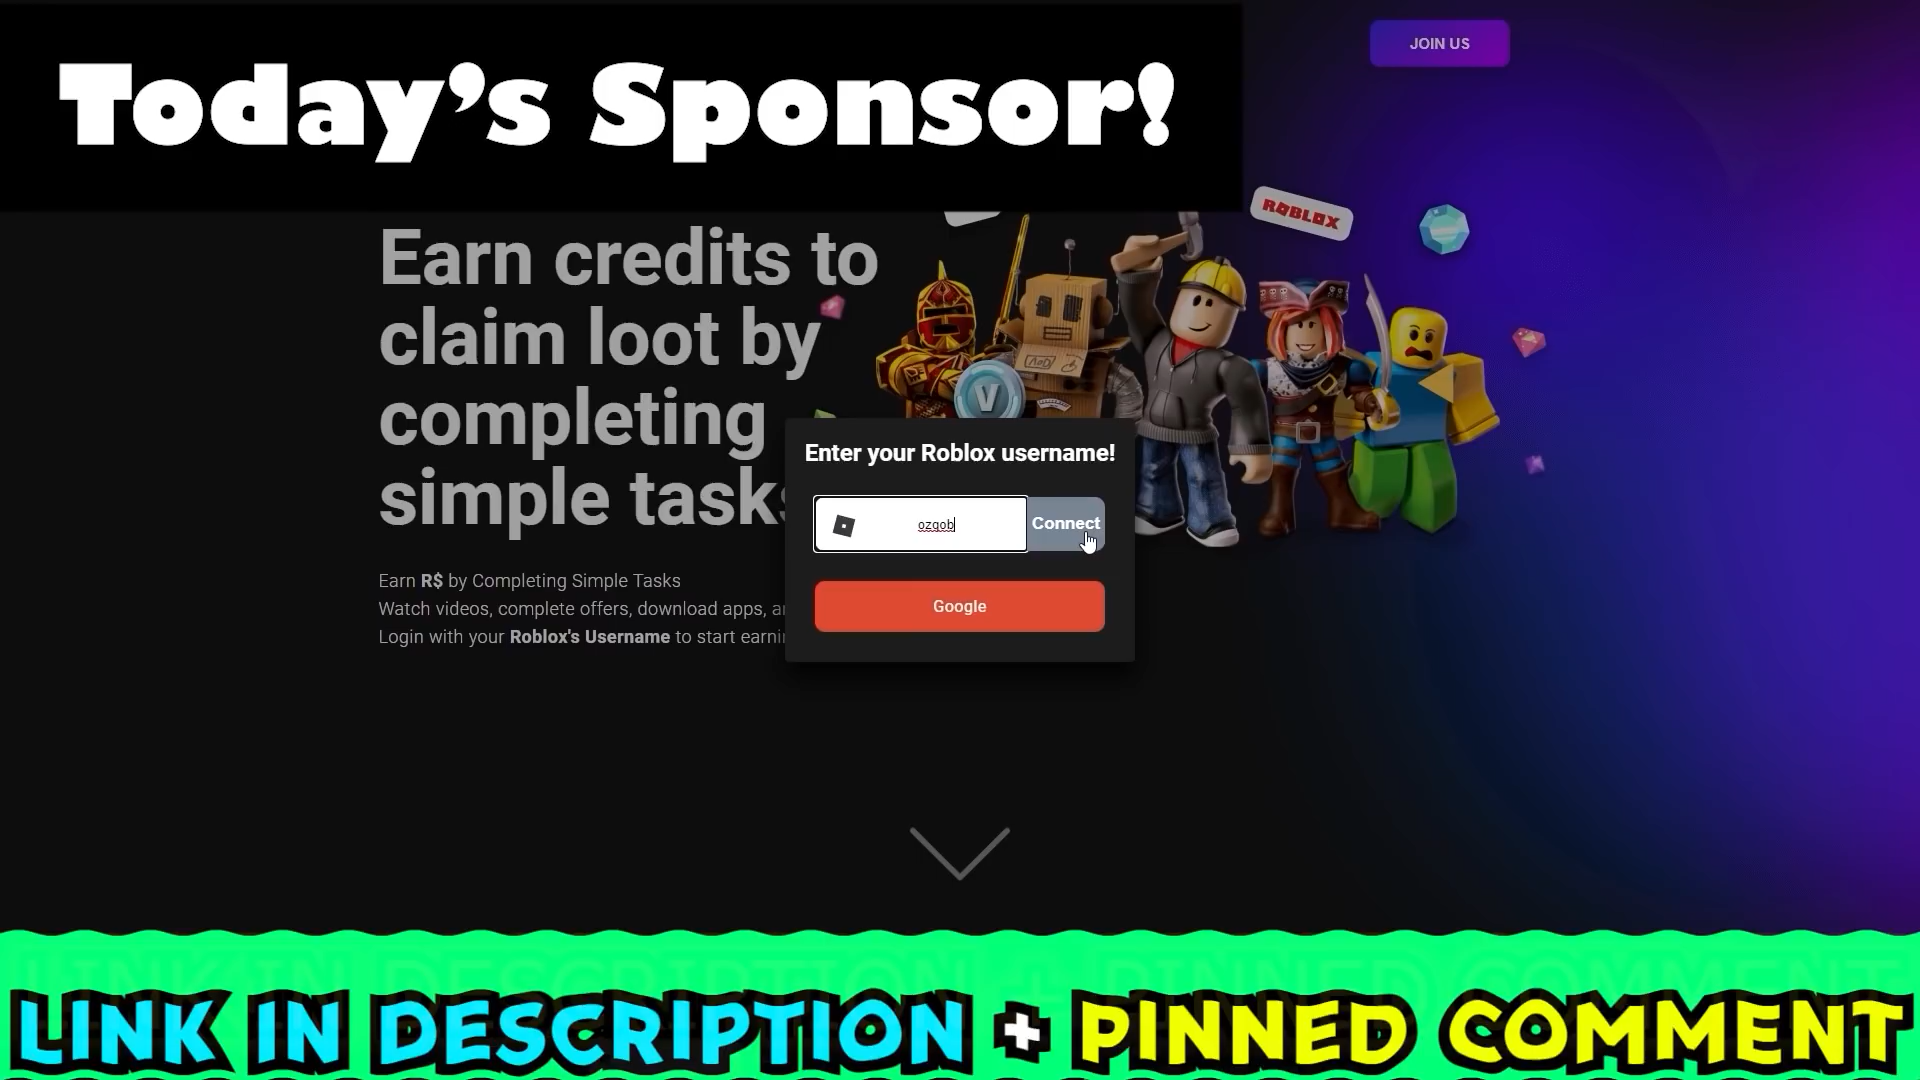 Today's Sponsor!
JOIN US
ROBLOX
Earn credits to
claim loot by
completing
simple tasks
V
Enter your Roblox username!
ozqob
Connect
Google
Earn R$ by Completing Simple Tasks
Watch videos, complete offers, download apps,
Login with your Roblox's Username to start
LINK IN DESCRIPTION + PINNED COMMENT